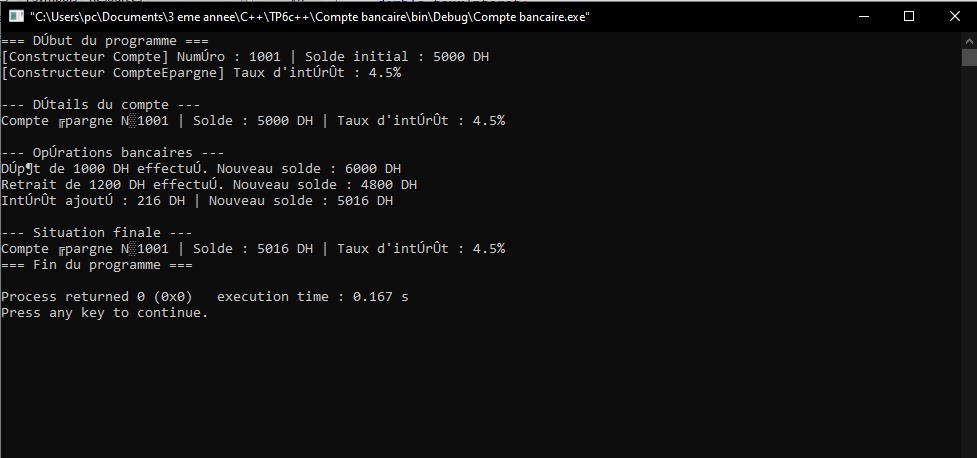 "C:\Users\pc\Documents\3 eme annee\C++\TP6c++\Compte bancaire\bin\Debug\Compte bancaire.exe"
=== DÚbut du programme ===
[Constructeur Compte] NumÚro : 1001 | Solde initial : 5000 DH
[Constructeur CompteEpargne] Taux d'intÚrÛt : 4.5%
--- DÚtails du compte ---
Compte ╔pargne N░1001 | Solde : 5000 DH | Taux d'intÚrÛt : 4.5%
--- OpÚrations bancaires ---
DÚp¶t de 1000 DH effectuÚ. Nouveau solde : 6000 DH
Retrait de 1200 DH effectuÚ. Nouveau solde : 4800 DH
IntÚrÛt ajoutÚ : 216 DH | Nouveau solde : 5016 DH
--- Situation finale ---
Compte ╔pargne N░1001 | Solde : 5016 DH | Taux d'intÚrÛt : 4.5%
=== Fin du programme ===
Process returned 0 (0x0)   execution time : 0.167 s
Press any key to continue.